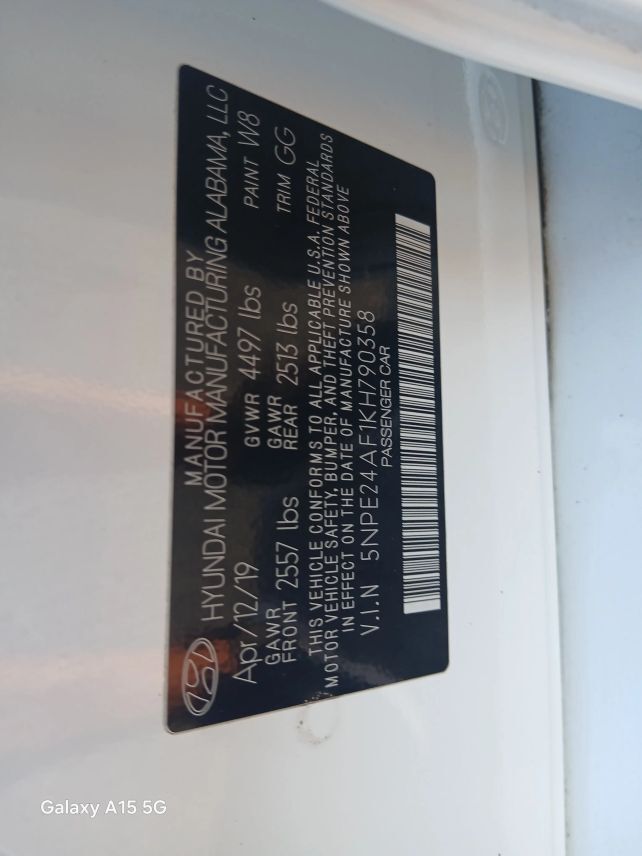 MANUFACTURED BY
HYUNDAI MOTOR MANUFACTURING ALABAMA, LLC
Apr/12/19 GVWR 4497 lbs PAINT W8
GAWR FRONT 2557 lbs GAWR REAR 2513 lbs TRIM GG
THIS VEHICLE CONFORMS TO ALL APPLICABLE U.S.A. FEDERAL
MOTOR VEHICLE SAFETY, BUMPER, AND THEFT PREVENTION STANDARDS
IN EFFECT ON THE DATE OF MANUFACTURE SHOWN ABOVE
V.I.N 5NPE24AF1KH790358
PASSENGER CAR
Galaxy A15 5G